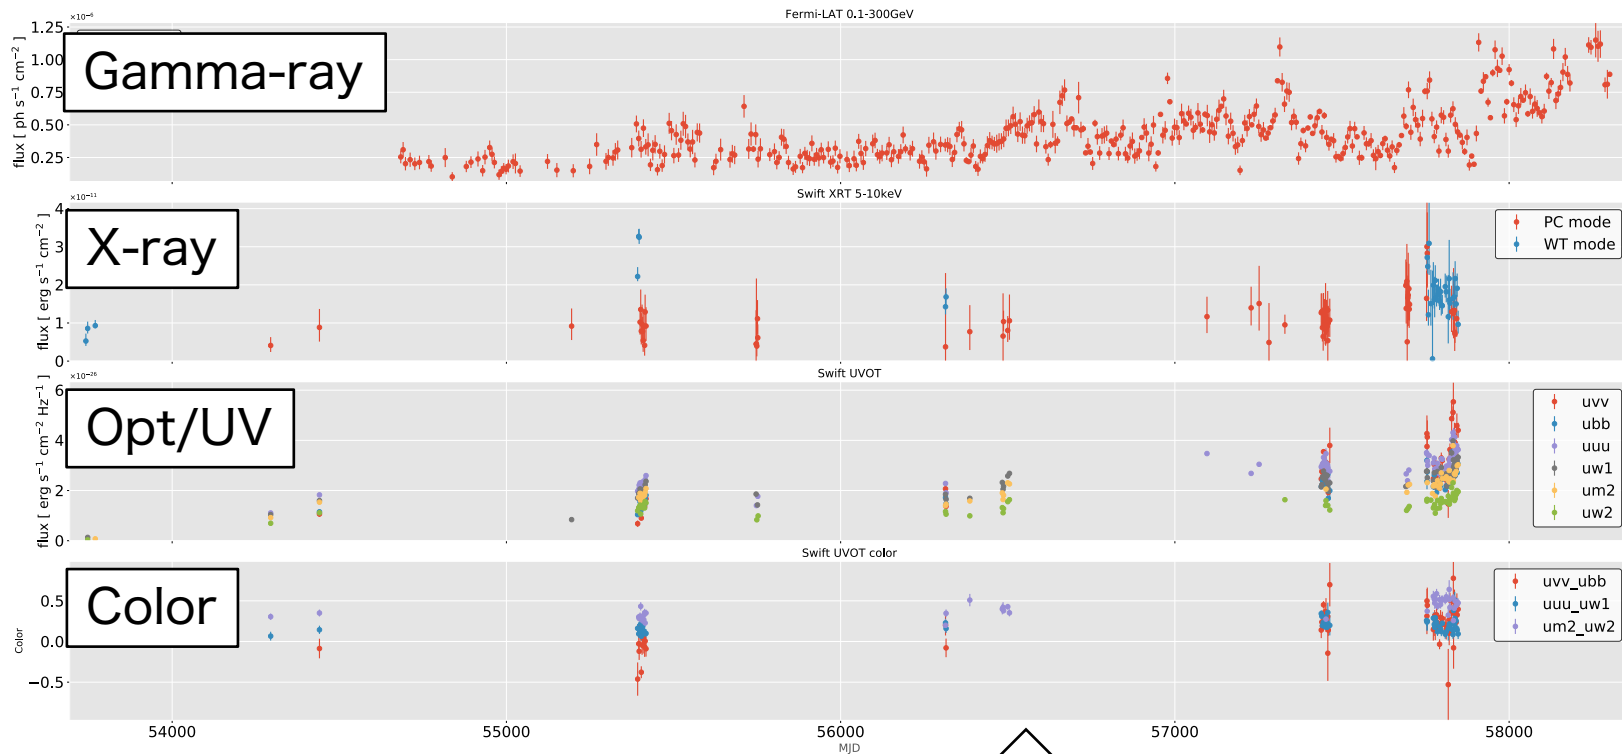 Fermi-LAT 0.1-300GeV
×10⁻⁶
Gamma-ray
flux [ ph s⁻¹ cm⁻² ]
1.25
1.00
0.75
0.50
0.25
Swift XRT 5-10keV
×10⁻¹¹
X-ray
flux [ erg s⁻¹ cm⁻² ]
4
3
2
1
0
PC mode
WT mode
Swift UVOT
×10⁻²⁶
Opt/UV
flux [ erg s⁻¹ cm⁻² Hz⁻¹ ]
6
4
2
0
uvv
ubb
uuu
uw1
um2
uw2
Swift UVOT color
Color
Color
0.5
0.0
−0.5
uvv_ubb
uuu_uw1
um2_uw2
54000 55000 56000 57000 58000
MJD